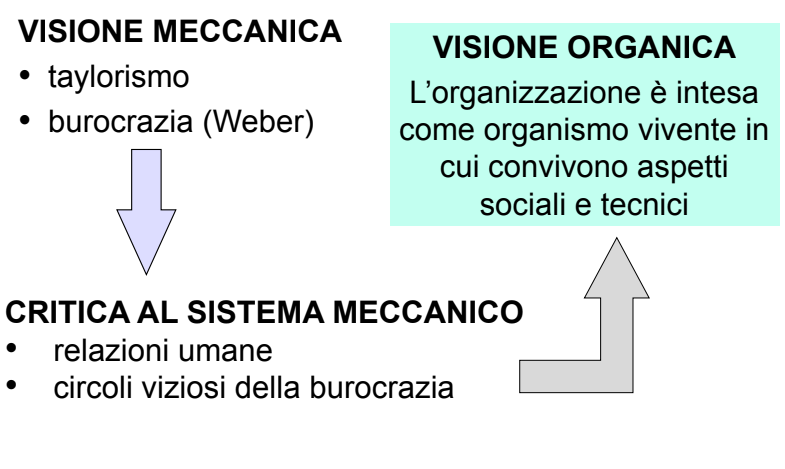 VISIONE MECCANICA
• taylorismo
• burocrazia (Weber)
VISIONE ORGANICA
L’organizzazione è intesa
come organismo vivente in
cui convivono aspetti
sociali e tecnici
CRITICA AL SISTEMA MECCANICO
• relazioni umane
• circoli viziosi della burocrazia